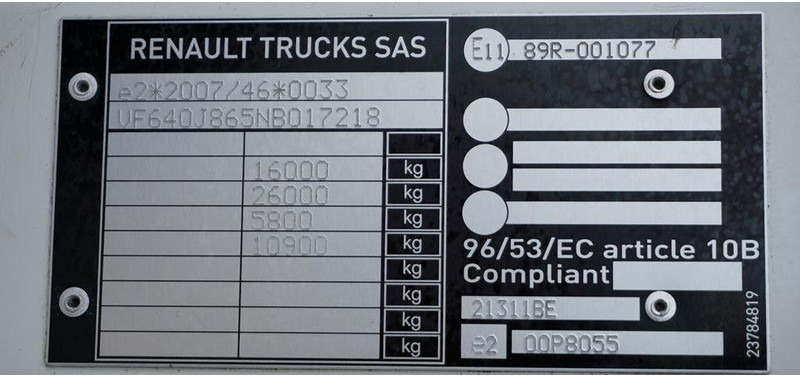 RENAULT TRUCKS SAS
e2*2007/46*0033
VF640J865NB017218
16000 kg
26000 kg
5800 kg
10900 kg
kg
kg
kg
kg
E11 89R-001077
96/53/EC article 10B
Compliant
21311BE
e2 00P8055
23784819